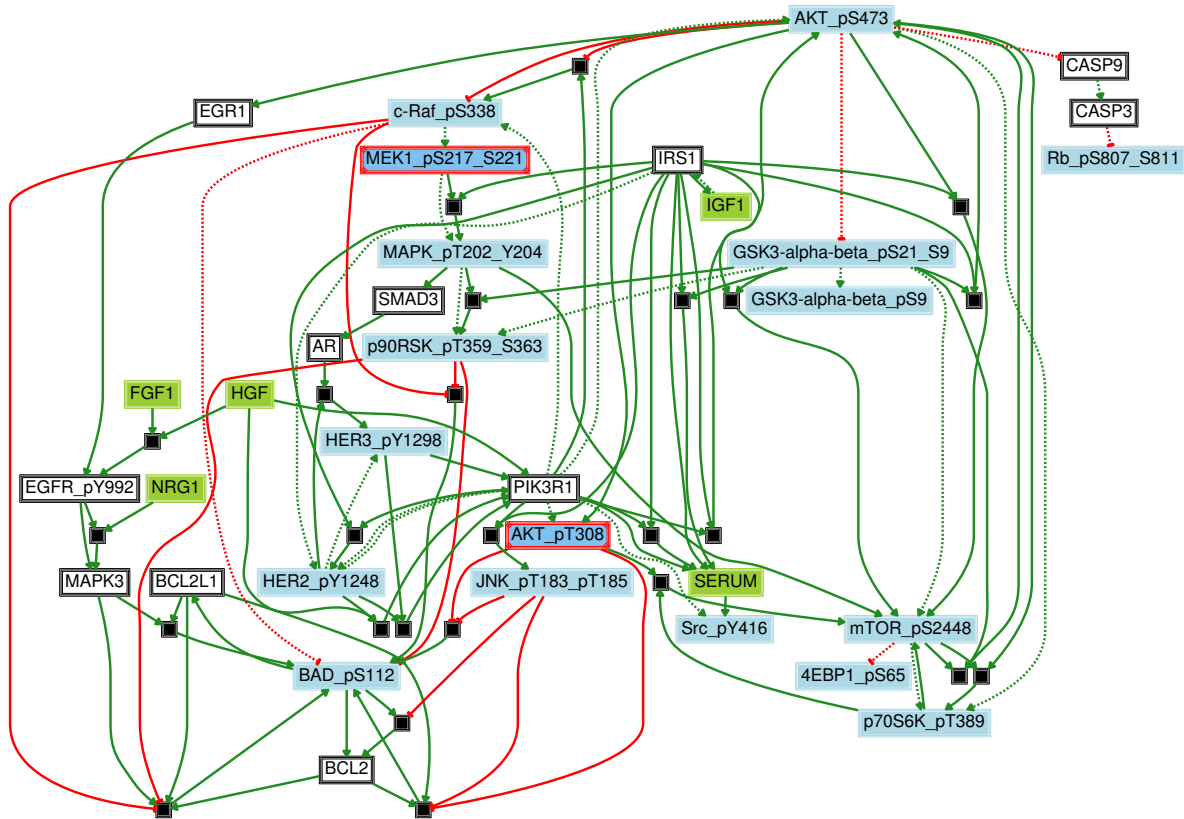 AKT_pS473
CASP9
EGR1
c-Raf_pS338
CASP3
MEK1_pS217_S221
IRS1
Rb_pS807_S811
IGF1
MAPK_pT202_Y204
GSK3-alpha-beta_pS21_S9
SMAD3
GSK3-alpha-beta_pS9
AR
p90RSK_pT359_S363
FGF1
HGF
HER3_pY1298
EGFR_pY992
NRG1
PIK3R1
AKT_pT308
MAPK3
BCL2L1
HER2_pY1248
JNK_pT183_pT185
SERUM
Src_pY416
mTOR_pS2448
BAD_pS112
4EBP1_pS65
p70S6K_pT389
BCL2